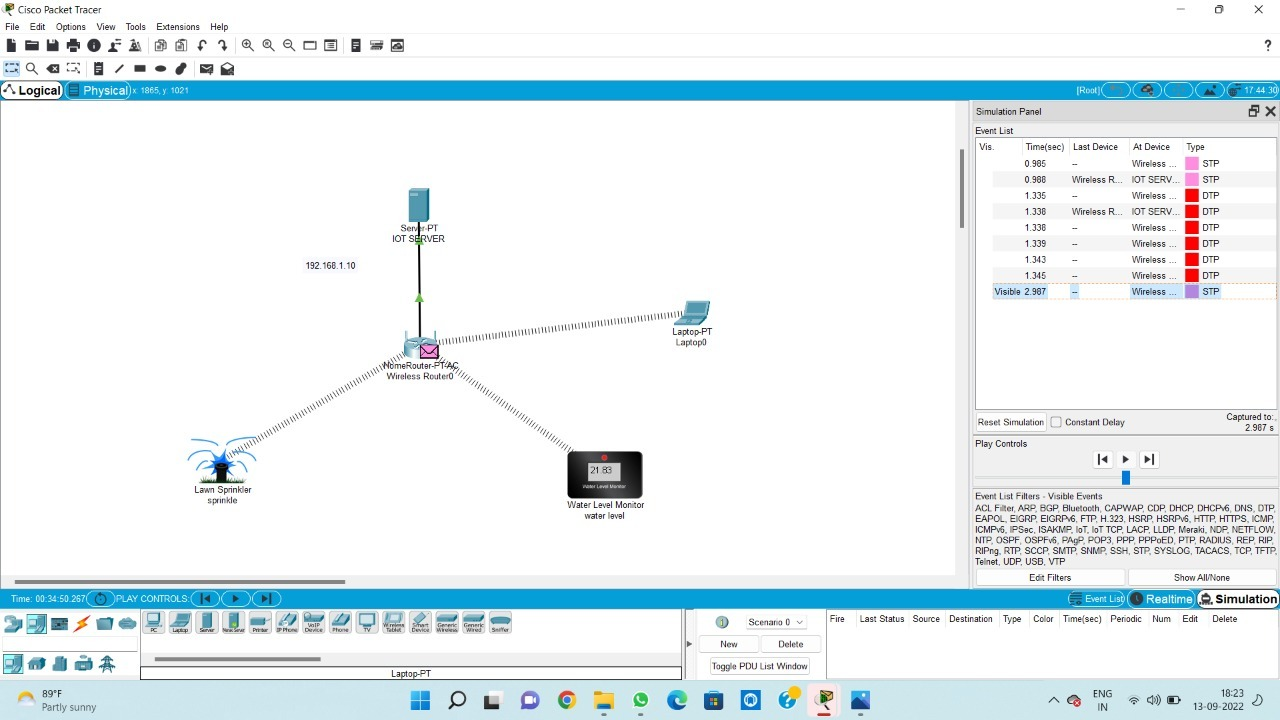 Cisco Packet Tracer
File Edit Options View Tools Extensions Help
?
Logical Physical x: 1865, y: 1021 [Root] 17:44:30
Server-PT
IOT SERVER
192.168.1.10
Laptop-PT
Laptop0
HomeRouter-PT-AC
Wireless Router0
Lawn Sprinkler
sprinkle
21.83
Water Level Monitor
Water Level Monitor
water level
Simulation Panel
Event List
Vis. Time(sec) Last Device At Device Type
0.985 -- Wireless ... STP
0.988 Wireless R... IOT SERV... STP
1.335 -- Wireless ... DTP
1.338 Wireless R... IOT SERV... DTP
1.338 -- Wireless ... DTP
1.339 -- Wireless ... DTP
1.343 -- Wireless ... DTP
1.345 -- Wireless ... DTP
Visible 2.987 -- Wireless ... STP
Reset Simulation Constant Delay Captured to:
2.987 s
Play Controls
Event List Filters - Visible Events
ACL Filter, ARP, BGP, Bluetooth, CAPWAP, CDP, DHCP, DHCPv6, DNS, DTP,
EAPOL, EIGRP, EIGRPv6, FTP, H.323, HSRP, HSRPv6, HTTP, HTTPS, ICMP,
ICMPv6, IPSec, ISAKMP, IoT, IoT TCP, LACP, LLDP, Meraki, NDP, NETFLOW,
NTP, OSPF, OSPFv6, PAgP, POP3, PPP, PPPoED, PTP, RADIUS, REP, RIP,
RIPng, RTP, SCCP, SMTP, SNMP, SSH, STP, SYSLOG, TACACS, TCP, TFTP,
Telnet, UDP, USB, VTP
Edit Filters Show All/None
Time: 00:34:50.267 PLAY CONTROLS: Event List Realtime Simulation
PC Laptop Server Printer IP Phone VoIP Device Phone TV Wireless Tablet Smart Device Generic Wireless Generic Wired Sniffer
Laptop-PT
Scenario 0
New Delete
Toggle PDU List Window
Fire Last Status Source Destination Type Color Time(sec) Periodic Num Edit Delete
89°F
Partly sunny
ENG
IN
18:23
13-09-2022